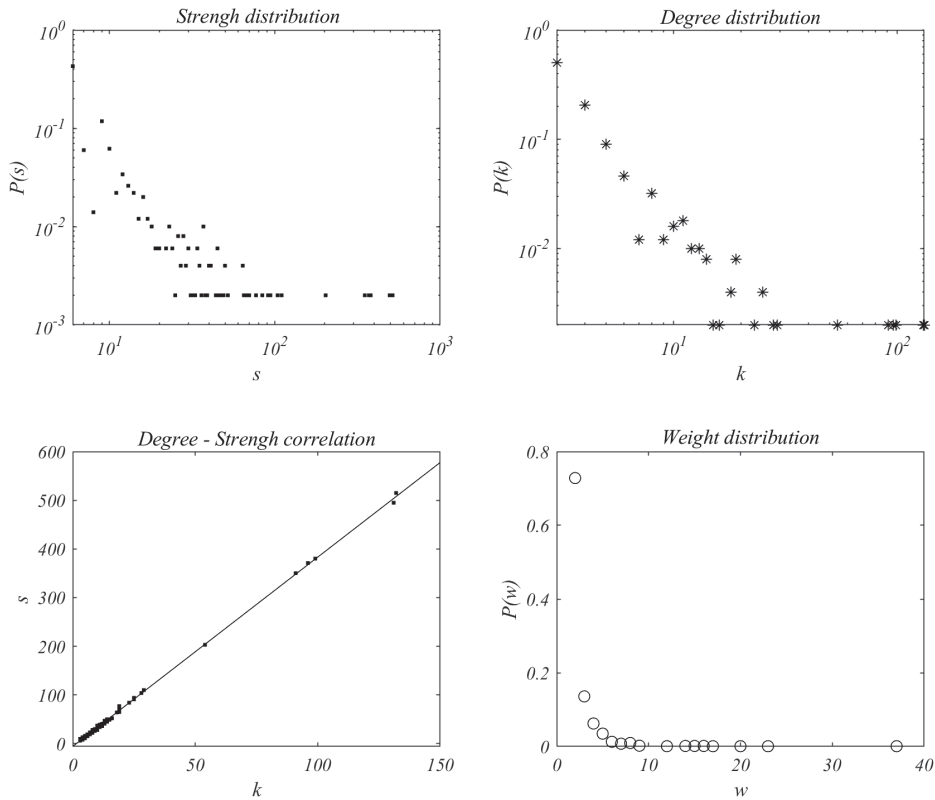 Strengh distribution
Degree distribution
10^0
10^-1
10^-2
10^-3
P(s)
10^1
10^2
10^3
s
10^0
10^-1
10^-2
P(k)
10^1
10^2
k
Degree - Strengh correlation
Weight distribution
600
500
400
300
200
100
0
s
0
50
100
150
k
0.8
0.6
0.4
0.2
0
P(w)
0
10
20
30
40
w